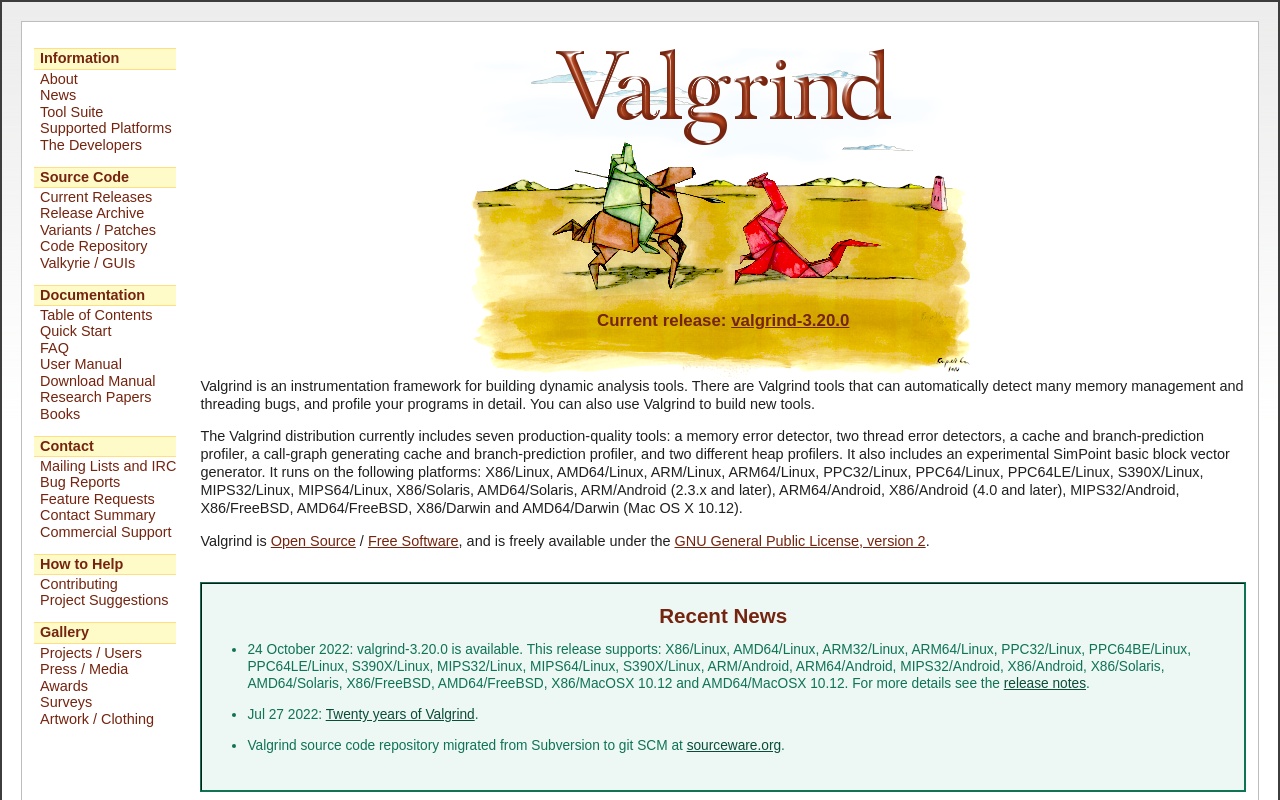 Information
About
News
Tool Suite
Supported Platforms
The Developers
Source Code
Current Releases
Release Archive
Variants / Patches
Code Repository
Valkyrie / GUIs
Documentation
Table of Contents
Quick Start
FAQ
User Manual
Download Manual
Research Papers
Books
Contact
Mailing Lists and IRC
Bug Reports
Feature Requests
Contact Summary
Commercial Support
How to Help
Contributing
Project Suggestions
Gallery
Projects / Users
Press / Media
Awards
Surveys
Artwork / Clothing
Valgrind
Current release: valgrind-3.20.0
Valgrind is an instrumentation framework for building dynamic analysis tools. There are Valgrind tools that can automatically detect many memory management and
threading bugs, and profile your programs in detail. You can also use Valgrind to build new tools.
The Valgrind distribution currently includes seven production-quality tools: a memory error detector, two thread error detectors, a cache and branch-prediction
profiler, a call-graph generating cache and branch-prediction profiler, and two different heap profilers. It also includes an experimental SimPoint basic block vector
generator. It runs on the following platforms: X86/Linux, AMD64/Linux, ARM/Linux, ARM64/Linux, PPC32/Linux, PPC64/Linux, PPC64LE/Linux, S390X/Linux,
MIPS32/Linux, MIPS64/Linux, X86/Solaris, AMD64/Solaris, ARM/Android (2.3.x and later), ARM64/Android, X86/Android (4.0 and later), MIPS32/Android,
X86/FreeBSD, AMD64/FreeBSD, X86/Darwin and AMD64/Darwin (Mac OS X 10.12).
Valgrind is Open Source / Free Software, and is freely available under the GNU General Public License, version 2.
Recent News
• 24 October 2022: valgrind-3.20.0 is available. This release supports: X86/Linux, AMD64/Linux, ARM32/Linux, ARM64/Linux, PPC32/Linux, PPC64BE/Linux,
PPC64LE/Linux, S390X/Linux, MIPS32/Linux, MIPS64/Linux, S390X/Linux, ARM/Android, ARM64/Android, MIPS32/Android, X86/Android, X86/Solaris,
AMD64/Solaris, X86/FreeBSD, AMD64/FreeBSD, X86/MacOSX 10.12 and AMD64/MacOSX 10.12. For more details see the release notes.
• Jul 27 2022: Twenty years of Valgrind.
• Valgrind source code repository migrated from Subversion to git SCM at sourceware.org.